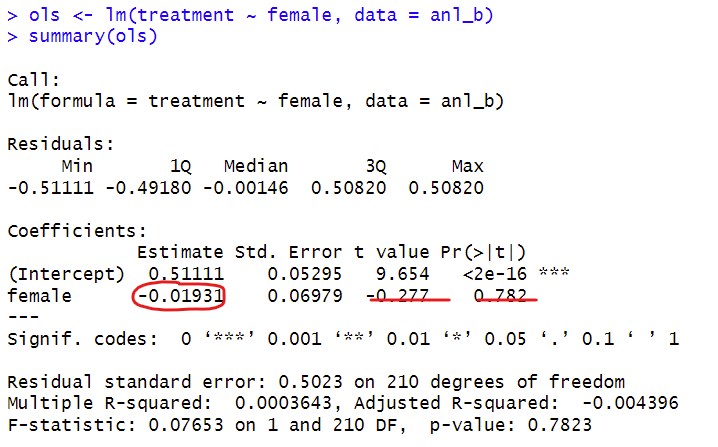 > ols <- lm(treatment ~ female, data = anl_b)
> summary(ols)
Call:
lm(formula = treatment ~ female, data = anl_b)
Residuals:
Min 1Q Median 3Q Max
-0.51111 -0.49180 -0.00146 0.50820 0.50820
Coefficients:
Estimate Std. Error t value Pr(>|t|)
(Intercept) 0.51111 0.05295 9.654 <2e-16 ***
female -0.01931 0.06979 -0.277 0.782
---
Signif. codes: 0 ‘***’ 0.001 ‘**’ 0.01 ‘*’ 0.05 ‘.’ 0.1 ‘ ’ 1
Residual standard error: 0.5023 on 210 degrees of freedom
Multiple R-squared: 0.0003643, Adjusted R-squared: -0.004396
F-statistic: 0.07653 on 1 and 210 DF, p-value: 0.7823